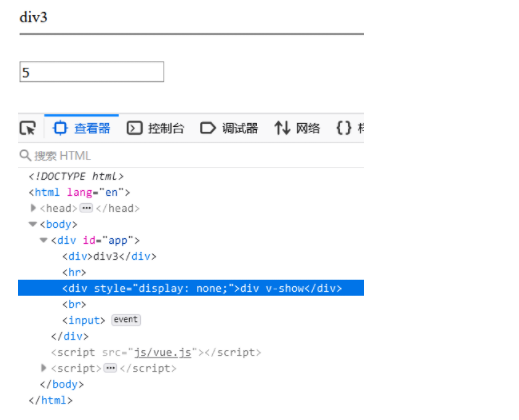 div3
5
查看器 控制台 调试器 网络 {}
搜索 HTML
<!DOCTYPE html>
<html lang="en">
<head>…</head>
<body>
<div id="app">
<div>div3</div>
<hr>
<div style="display: none;">div v-show</div>
<br>
<input> event
</div>
<script src="js/vue.js"></script>
<script>…</script>
</body>
</html>